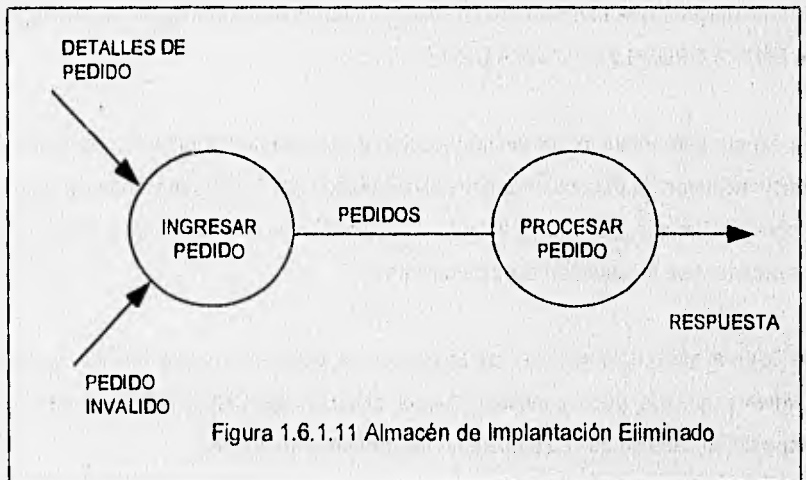 DETALLES DE
PEDIDO
INGRESAR
PEDIDO
PEDIDOS
PROCESAR
PEDIDO
RESPUESTA
PEDIDO
INVALIDO
Figura 1.6.1.11 Almacén de Implantación Eliminado